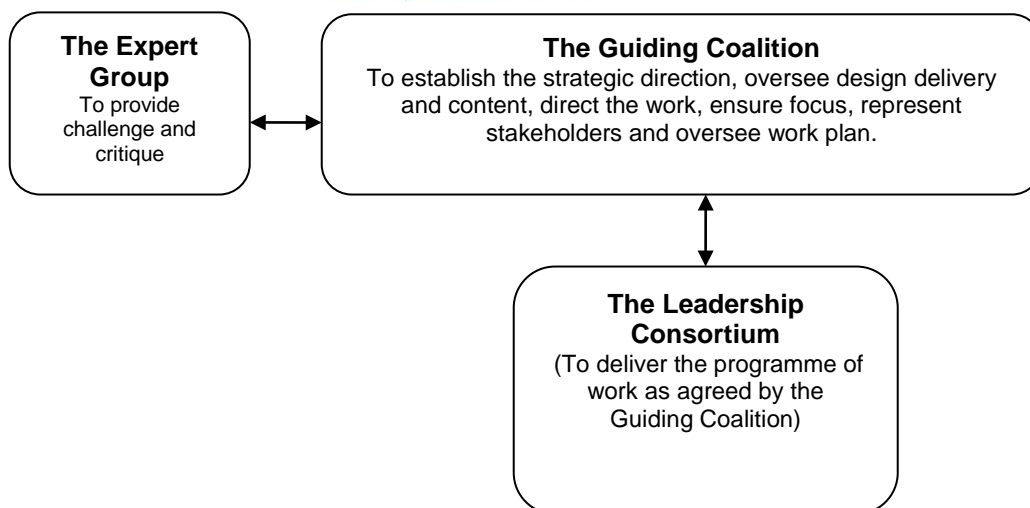 The Expert
Group
To provide
challenge and
critique
The Guiding Coalition
To establish the strategic direction, oversee design delivery
and content, direct the work, ensure focus, represent
stakeholders and oversee work plan.
The Leadership
Consortium
(To deliver the programme of
work as agreed by the
Guiding Coalition)